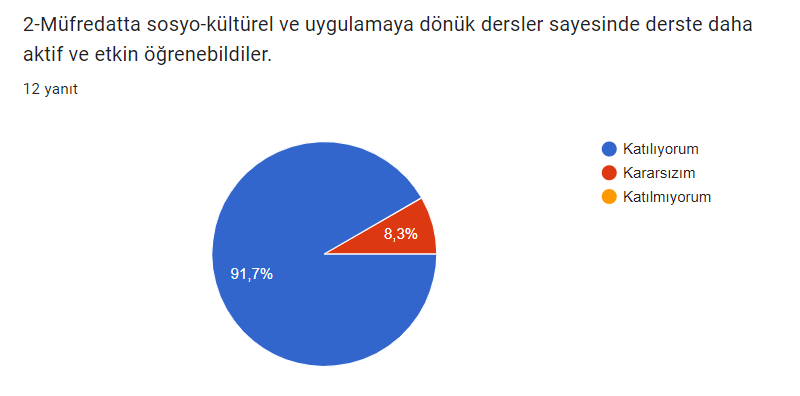 2-Müfredatta sosyo-kültürel ve uygulamaya dönük dersler sayesinde derste daha
aktif ve etkin öğrenebildiler.
12 yanıt
Katılıyorum
Kararsızım
Katılmıyorum
8,3%
91,7%